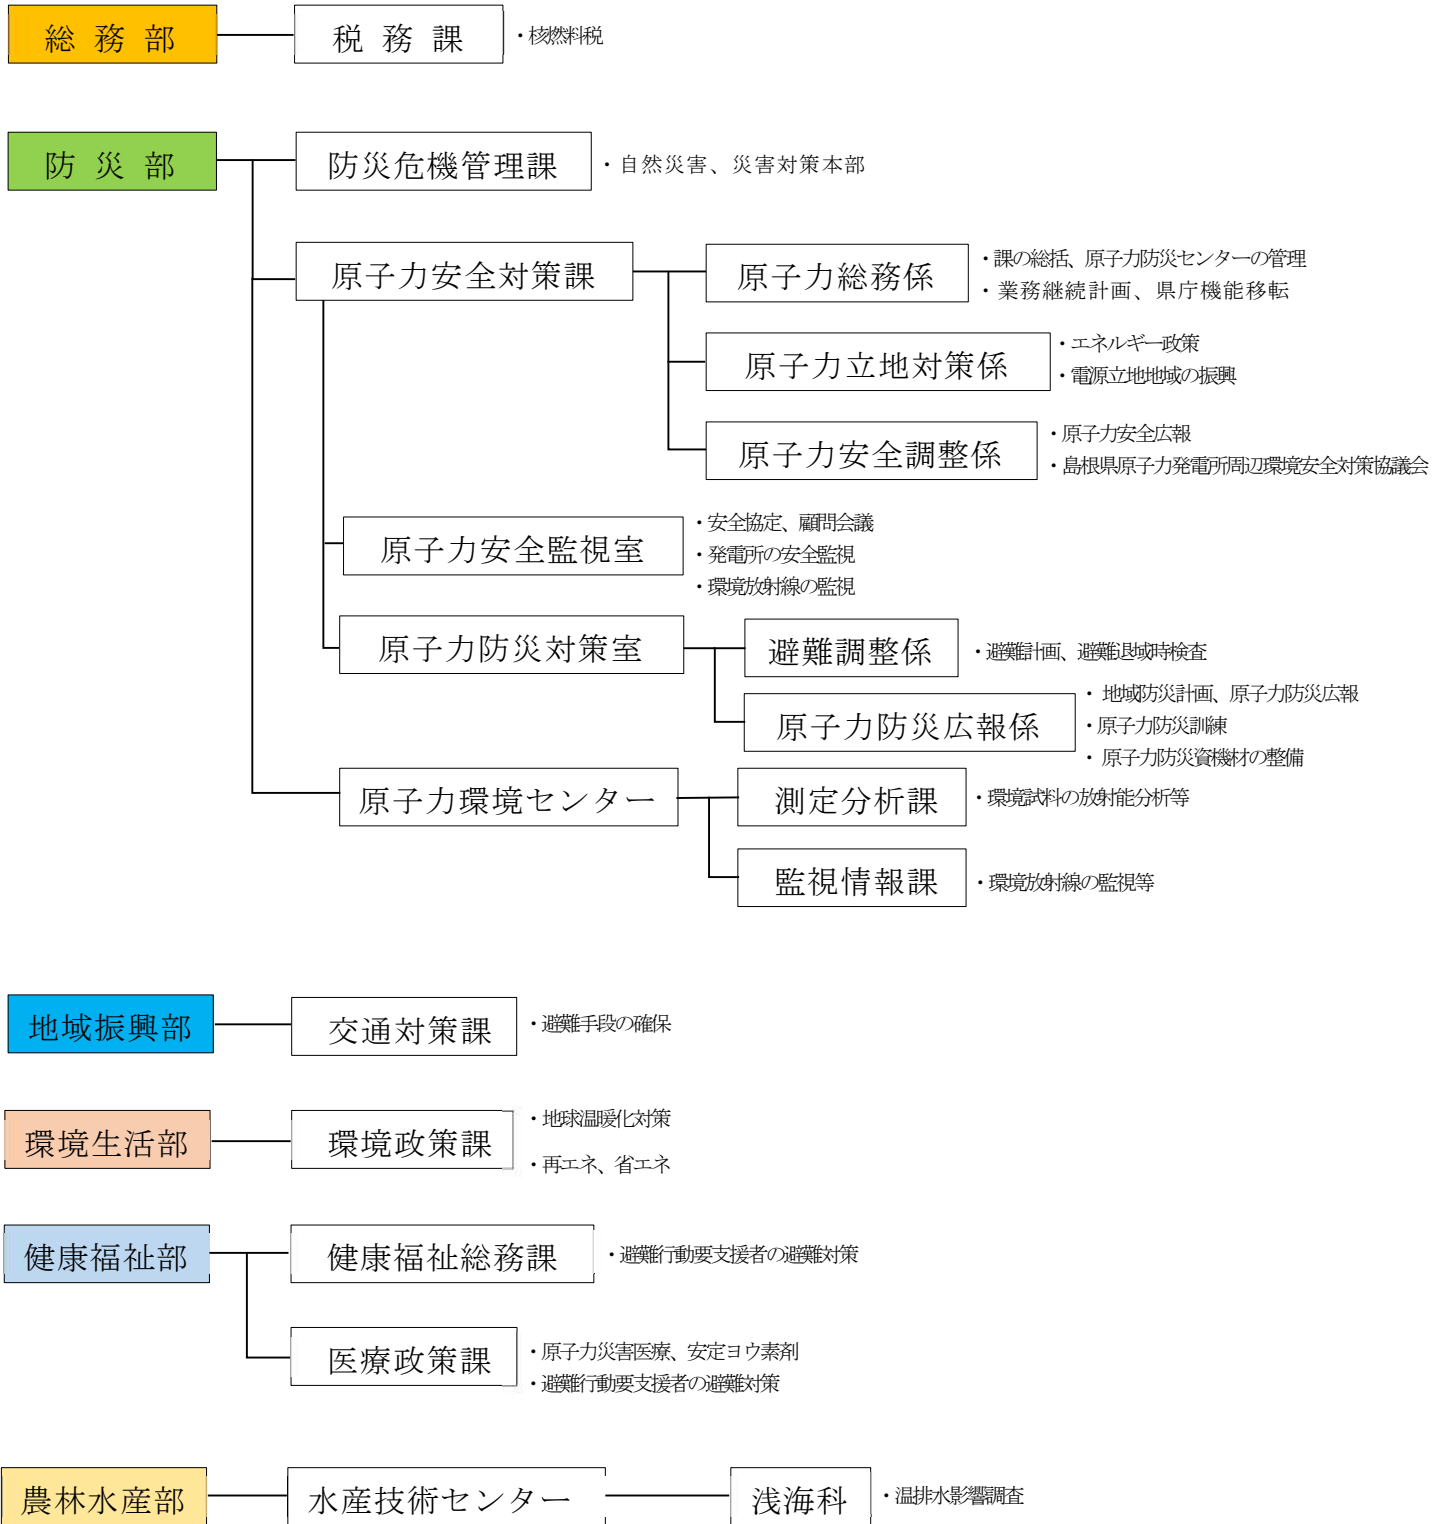 総務部
税務課
・核燃料税
防災部
防災危機管理課
・自然災害、災害対策本部
原子力安全対策課
原子力総務係
・課の総括、原子力防災センターの管理
・業務継続計画、県庁機能移転
原子力立地対策係
・エネルギー政策
・電源立地地域の振興
原子力安全調整係
・原子力安全広報
・島根県原子力発電所周辺環境安全対策協議会
原子力安全監視室
・安全協定、顧問会議
・発電所の安全監視
・環境放射線の監視
原子力防災対策室
避難調整係
・避難計画、避難退域時検査
原子力防災広報係
・地域防災計画、原子力防災広報
・原子力防災訓練
・原子力防災資機材の整備
原子力環境センター
測定分析課
・環境試料の放射能分析等
監視情報課
・環境放射線の監視等
地域振興部
交通対策課
・避難手段の確保
環境生活部
環境政策課
・地球温暖化対策
・再エネ、省エネ
健康福祉部
健康福祉総務課
・避難行動要支援者の避難対策
医療政策課
・原子力災害医療、安定ヨウ素剤
・避難行動要支援者の避難対策
農林水産部
水産技術センター
浅海科
・温排水影響調査